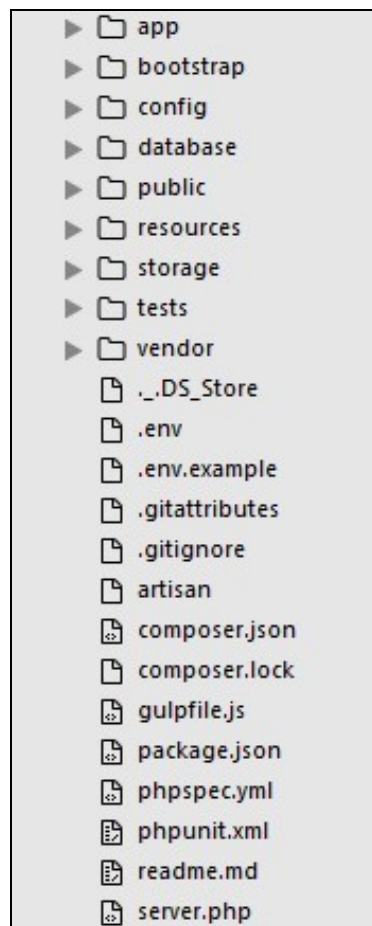 app
bootstrap
config
database
public
resources
storage
tests
vendor
._.DS_Store
.env
.env.example
.gitattributes
.gitignore
artisan
composer.json
composer.lock
gulpfile.js
package.json
phpspec.yml
phpunit.xml
readme.md
server.php